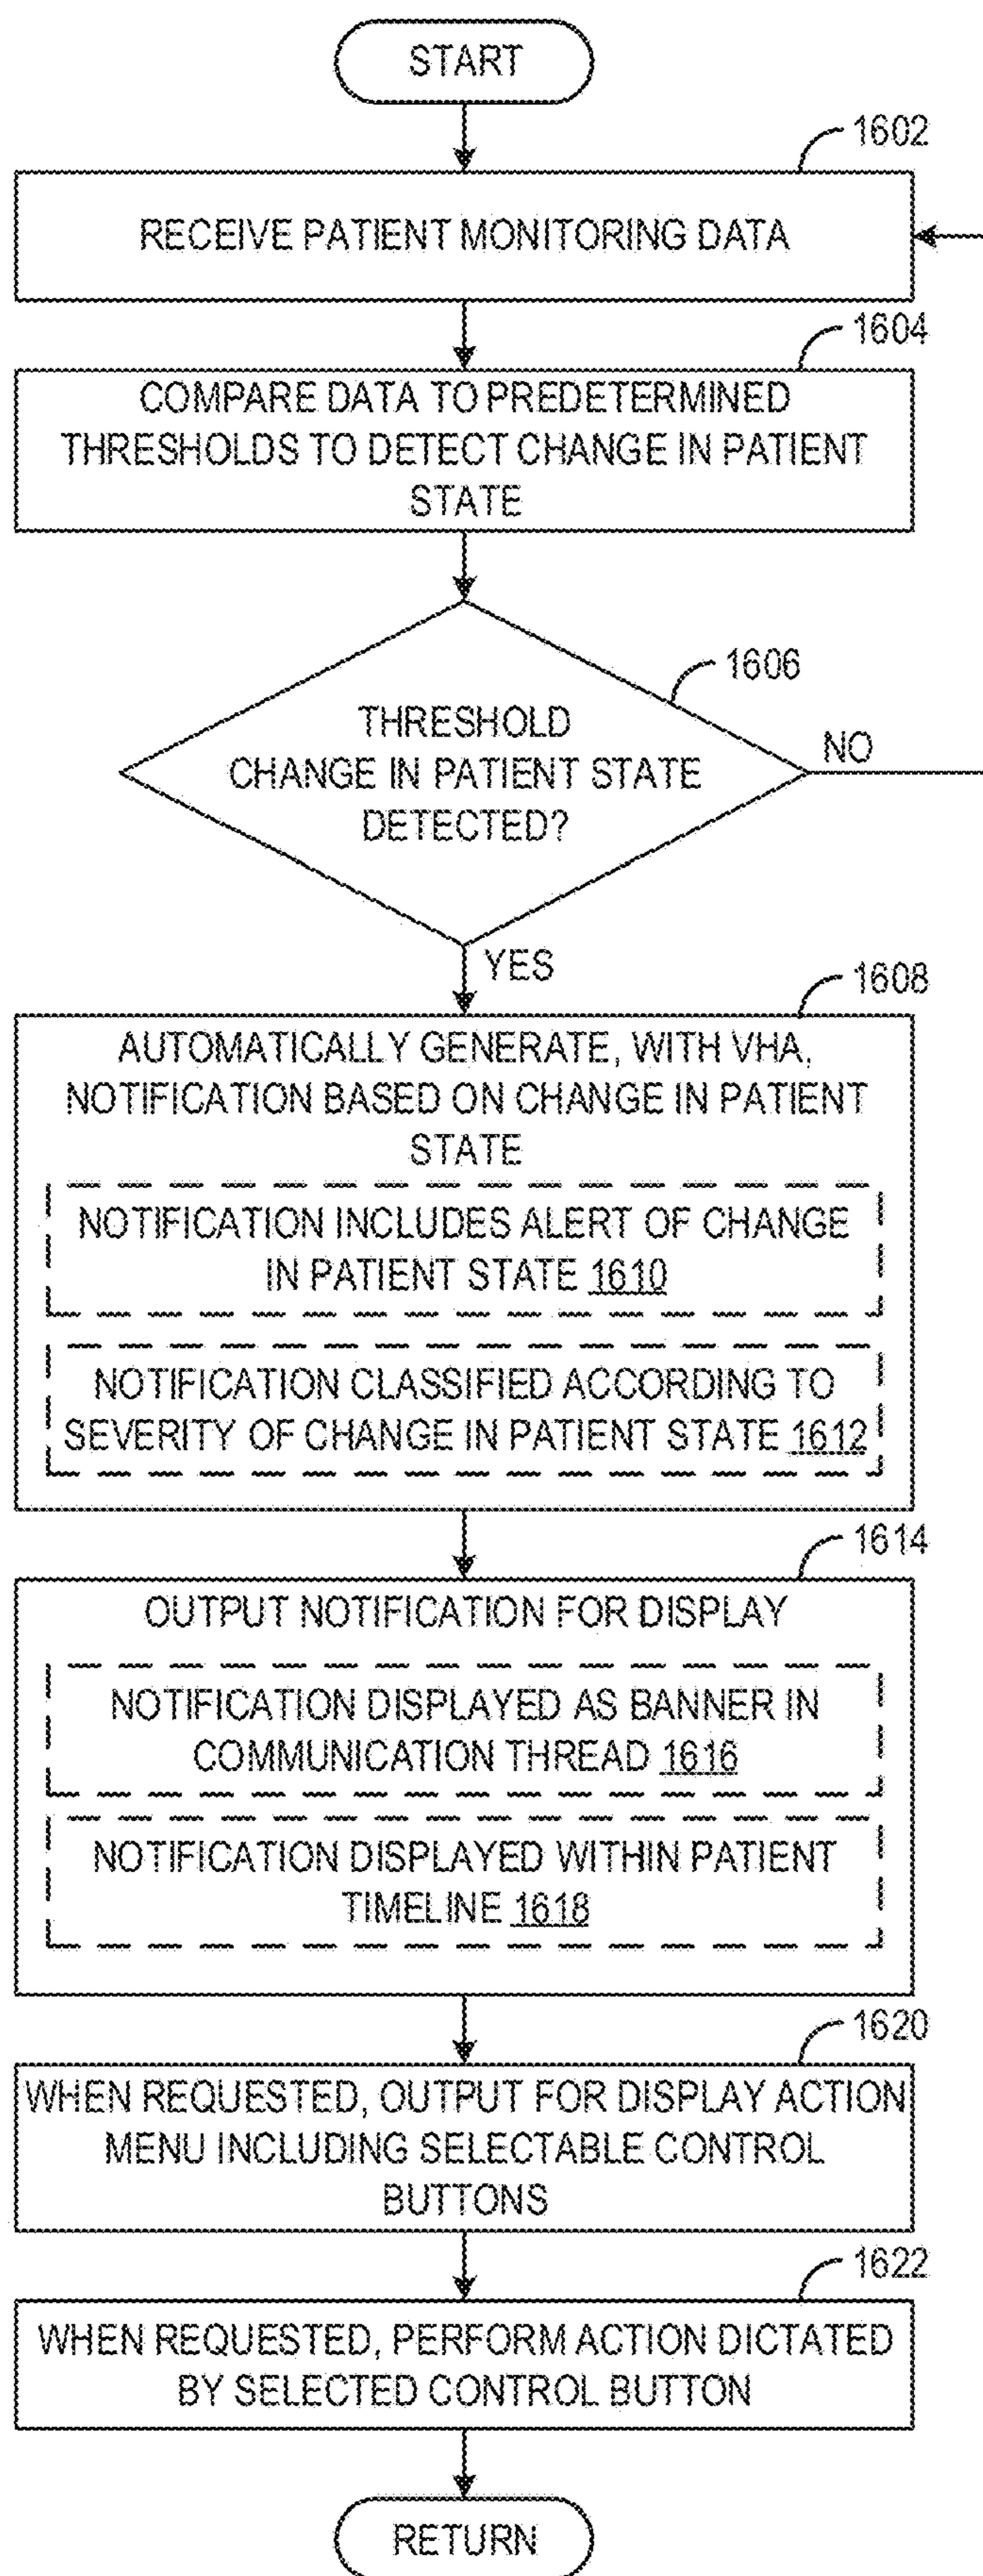 START
1602
RECEIVE PATIENT MONITORING DATA
1604
COMPARE DATA TO PREDETERMINED
THRESHOLDS TO DETECT CHANGE IN PATIENT
STATE
1606
THRESHOLD
CHANGE IN PATIENT STATE
DETECTED?
NO
YES
1608
AUTOMATICALLY GENERATE, WITH VHA,
NOTIFICATION BASED ON CHANGE IN PATIENT
STATE
NOTIFICATION INCLUDES ALERT OF CHANGE
IN PATIENT STATE 1610
NOTIFICATION CLASSIFIED ACCORDING TO
SEVERITY OF CHANGE IN PATIENT STATE 1612
1614
OUTPUT NOTIFICATION FOR DISPLAY
NOTIFICATION DISPLAYED AS BANNER IN
COMMUNICATION THREAD 1616
NOTIFICATION DISPLAYED WITHIN PATIENT
TIMELINE 1618
1620
WHEN REQUESTED, OUTPUT FOR DISPLAY ACTION
MENU INCLUDING SELECTABLE CONTROL
BUTTONS
1622
WHEN REQUESTED, PERFORM ACTION DICTATED
BY SELECTED CONTROL BUTTON
RETURN